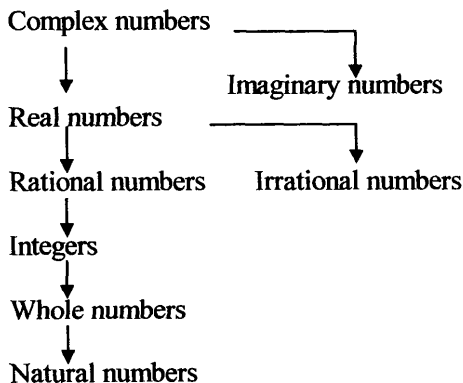 Complex numbers
Imaginary numbers
Real numbers
Rational numbers
Irrational numbers
Integers
Whole numbers
Natural numbers